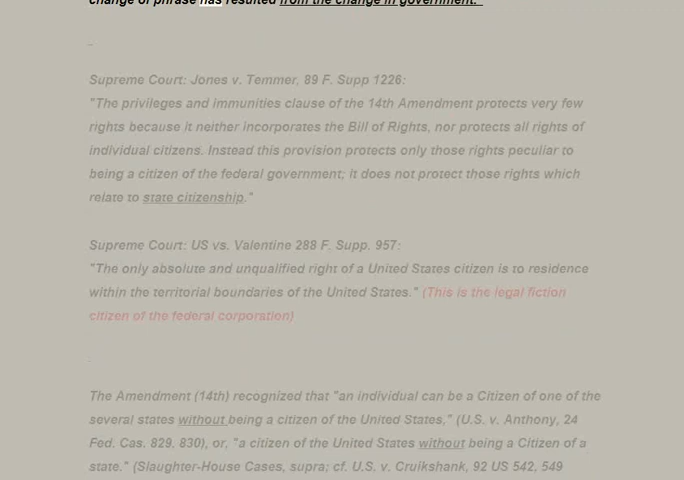 change of phrase has resulted from the change in government."
Supreme Court: Jones v. Temmer, 89 F. Supp 1226:
"The privileges and immunities clause of the 14th Amendment protects very few
rights because it neither incorporates the Bill of Rights, nor protects all rights of
individual citizens. Instead this provision protects only those rights peculiar to
being a citizen of the federal government; it does not protect those rights which
relate to state citizenship."
Supreme Court: US vs. Valentine 288 F. Supp. 957:
"The only absolute and unqualified right of a United States citizen is to residence
within the territorial boundaries of the United States." (This is the legal fiction
citizen of the federal corporation)
The Amendment (14th) recognized that "an individual can be a Citizen of one of the
several states without being a citizen of the United States," (U.S. v. Anthony, 24
Fed. Cas. 829, 830), or, "a citizen of the United States without being a Citizen of a
state." (Slaughter-House Cases, supra; cf. U.S. v. Cruikshank, 92 US 542, 549